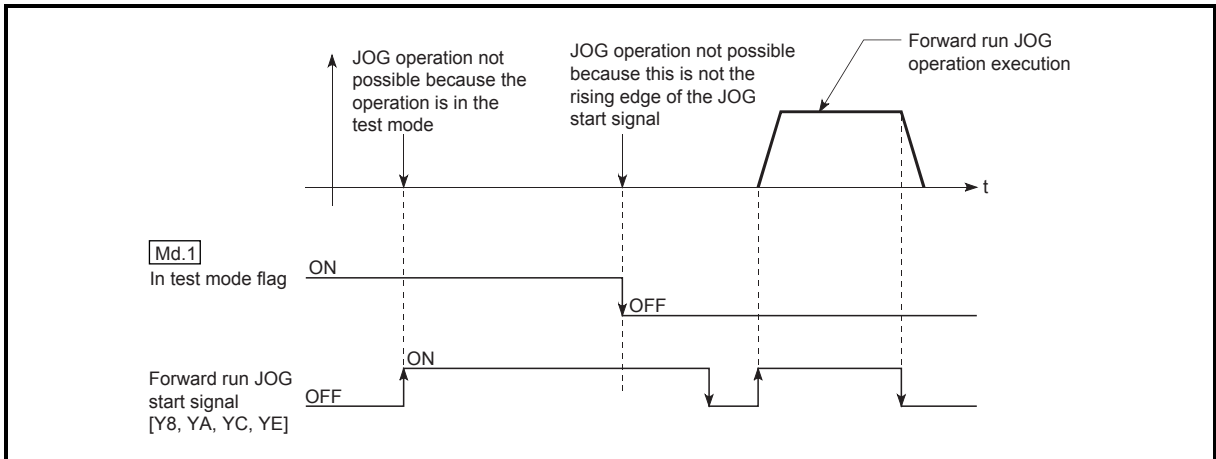 JOG operation not
possible because the
operation is in the
test mode
JOG operation not possible
because this is not the
rising edge of the JOG
start signal
Forward run JOG
operation execution
t
Md.1
In test mode flag
ON
OFF
Forward run JOG
start signal
[Y8, YA, YC, YE]
OFF
ON